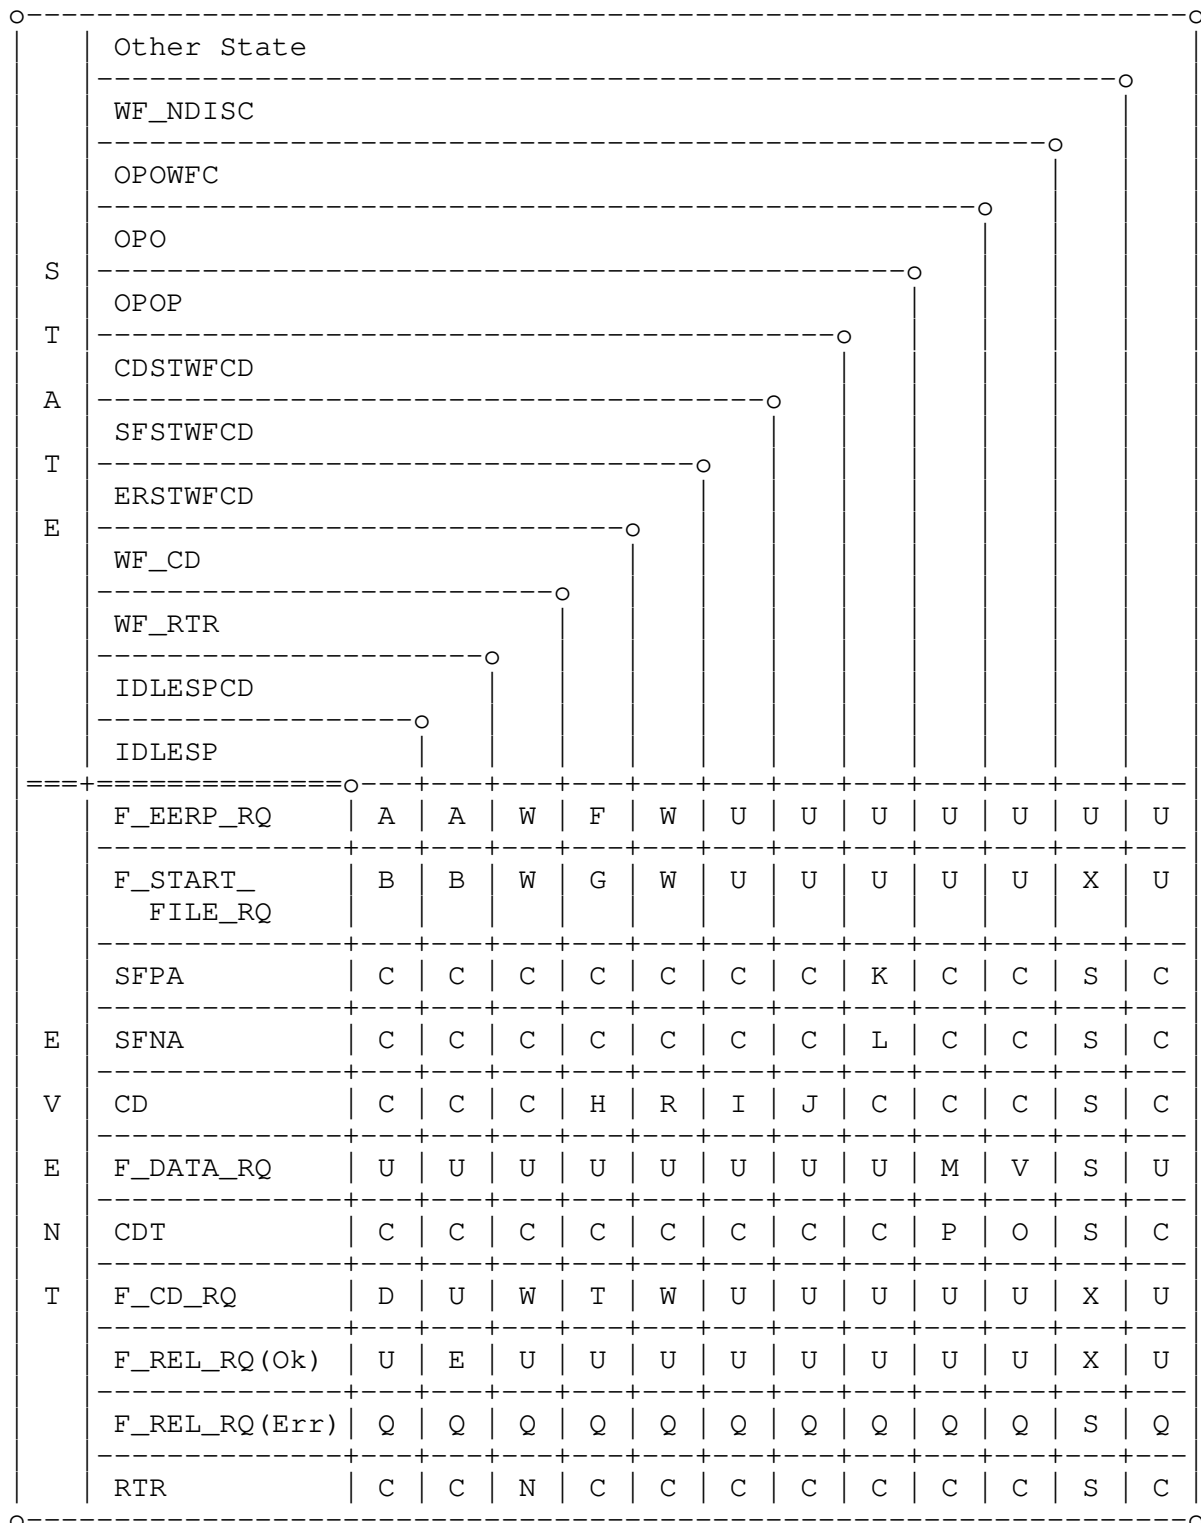 Other State
WF_NDISC
OPOWFC
OPO
S
OPOP
T
CDSTWFCD
A
SFSTWFCD
T
ERSTWFCD
E
WF_CD
WF_RTR
IDLESPCD
IDLESP
F_EERP_RQ | A | A | W | F | W | U | U | U | U | U | U | U
F_START_ | B | B | W | G | W | U | U | U | U | U | X | U
FILE_RQ
SFPA | C | C | C | C | C | C | C | K | C | C | S | C
E SFNA | C | C | C | C | C | C | C | L | C | C | S | C
V CD | C | C | C | H | R | I | J | C | C | C | S | C
E F_DATA_RQ | U | U | U | U | U | U | U | U | M | V | S | U
N CDT | C | C | C | C | C | C | C | C | P | O | S | C
T F_CD_RQ | D | U | W | T | W | U | U | U | U | U | X | U
F_REL_RQ(Ok) | U | E | U | U | U | U | U | U | U | U | X | U
F_REL_RQ(Err) | Q | Q | Q | Q | Q | Q | Q | Q | Q | Q | S | Q
RTR | C | C | N | C | C | C | C | C | C | C | S | C